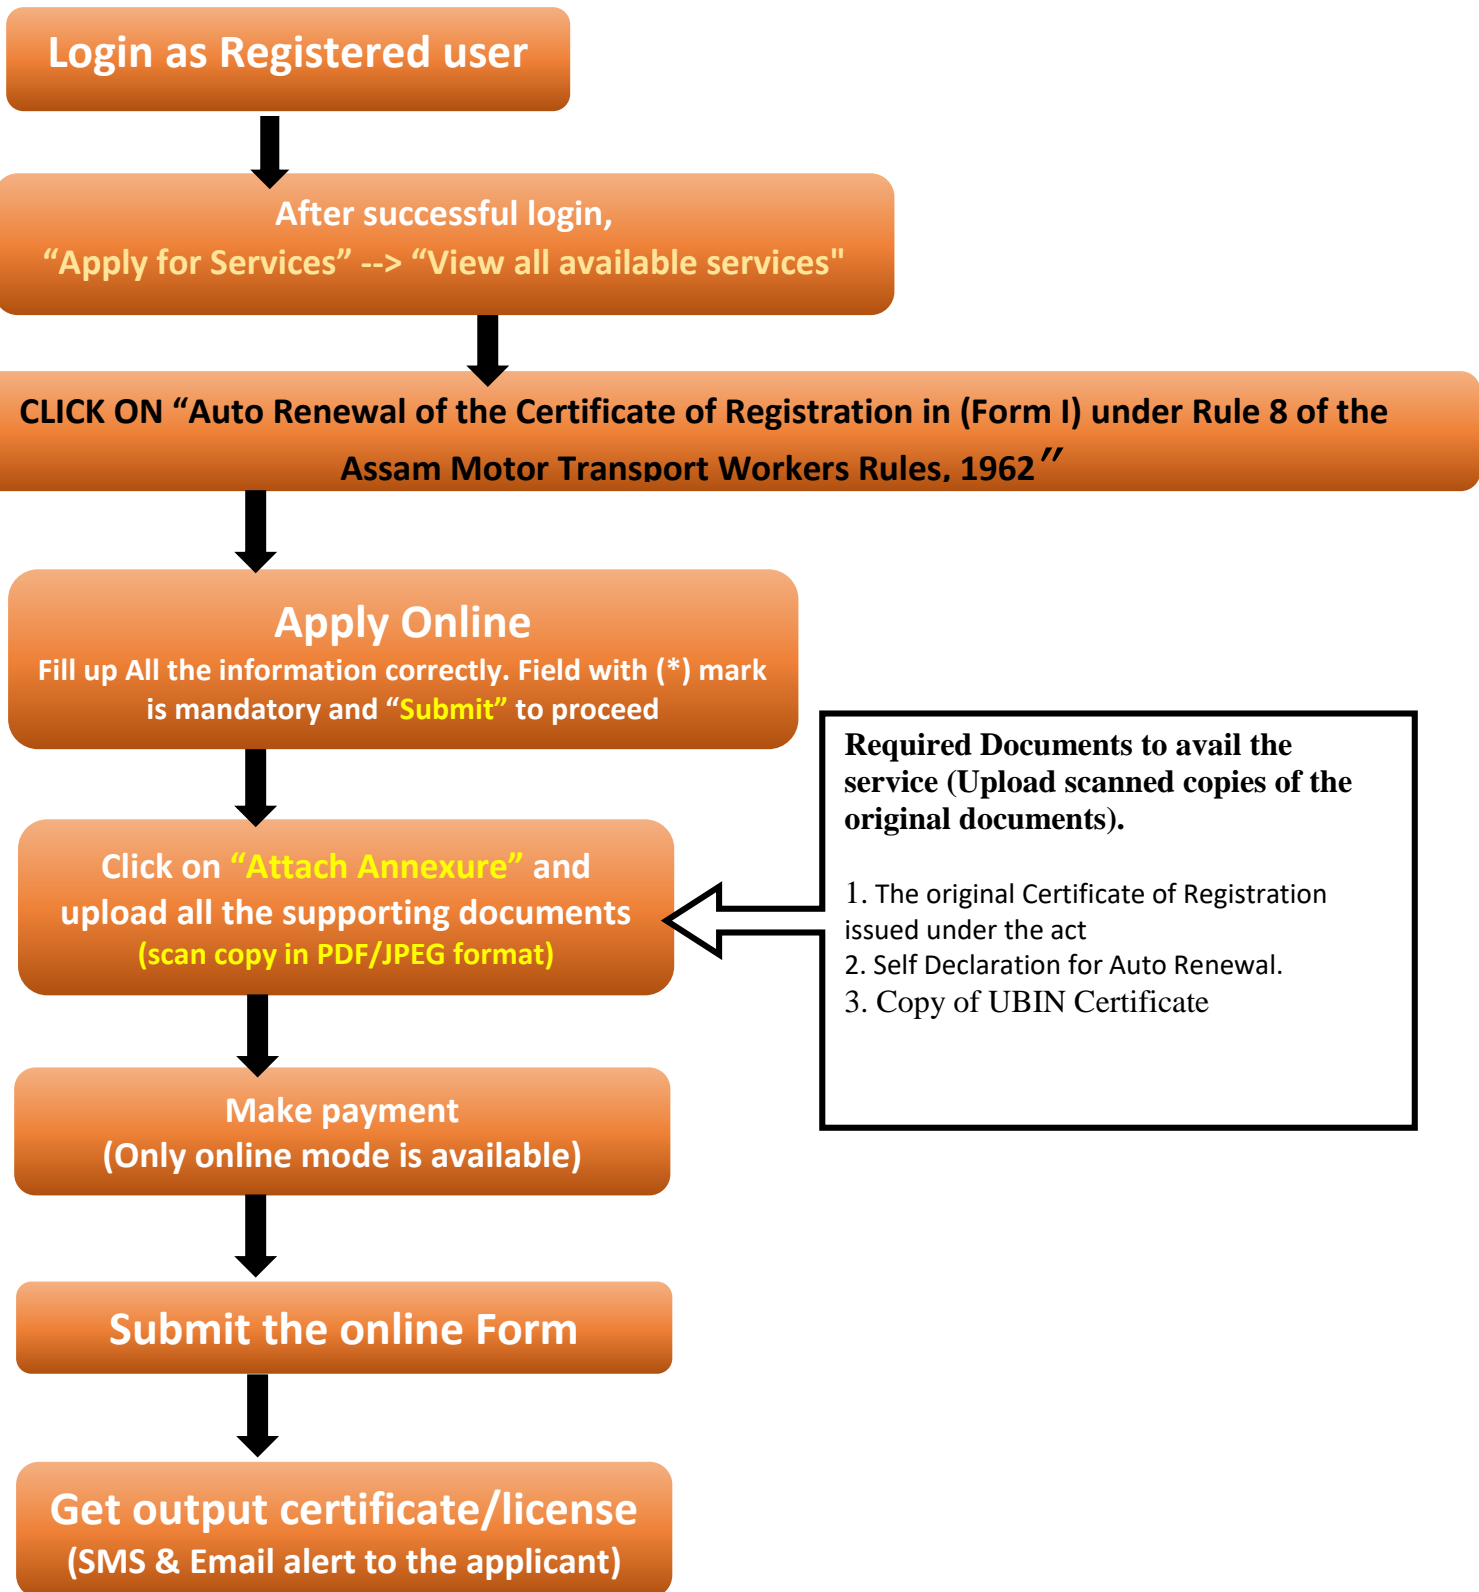 Login as Registered user
After successful login,
“Apply for Services” --> “View all available services"
CLICK ON “Auto Renewal of the Certificate of Registration in (Form I) under Rule 8 of the
Assam Motor Transport Workers Rules, 1962”
Apply Online
Fill up All the information correctly. Field with (*) mark
is mandatory and “Submit” to proceed
Required Documents to avail the
service (Upload scanned copies of the
original documents).
1. The original Certificate of Registration
issued under the act
2. Self Declaration for Auto Renewal.
3. Copy of UBIN Certificate
Click on “Attach Annexure” and
upload all the supporting documents
(scan copy in PDF/JPEG format)
Make payment
(Only online mode is available)
Submit the online Form
Get output certificate/license
(SMS & Email alert to the applicant)